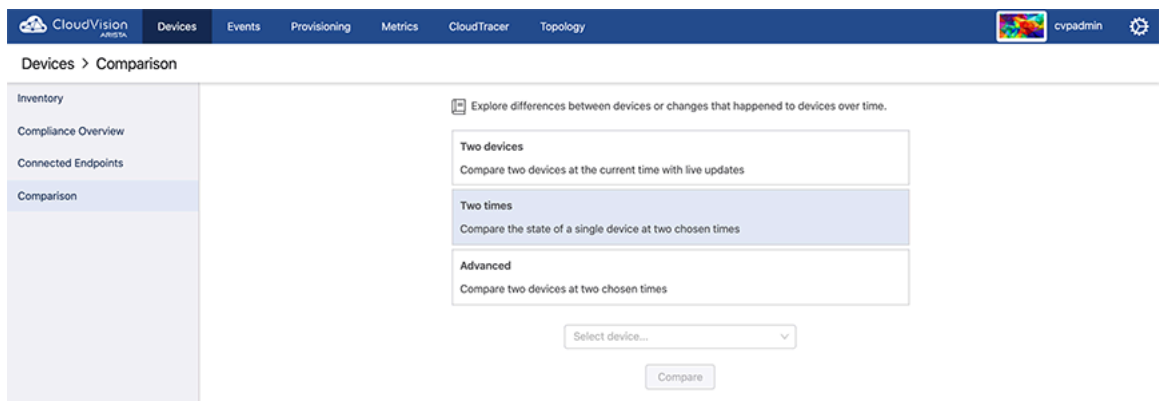 CloudVision
ARISTA
Devices
Events
Provisioning
Metrics
CloudTracer
Topology
cvpadmin
Devices > Comparison
Inventory
Compliance Overview
Connected Endpoints
Comparison
Explore differences between devices or changes that happened to devices over time.
Two devices
Compare two devices at the current time with live updates
Two times
Compare the state of a single device at two chosen times
Advanced
Compare two devices at two chosen times
Select device...
Compare